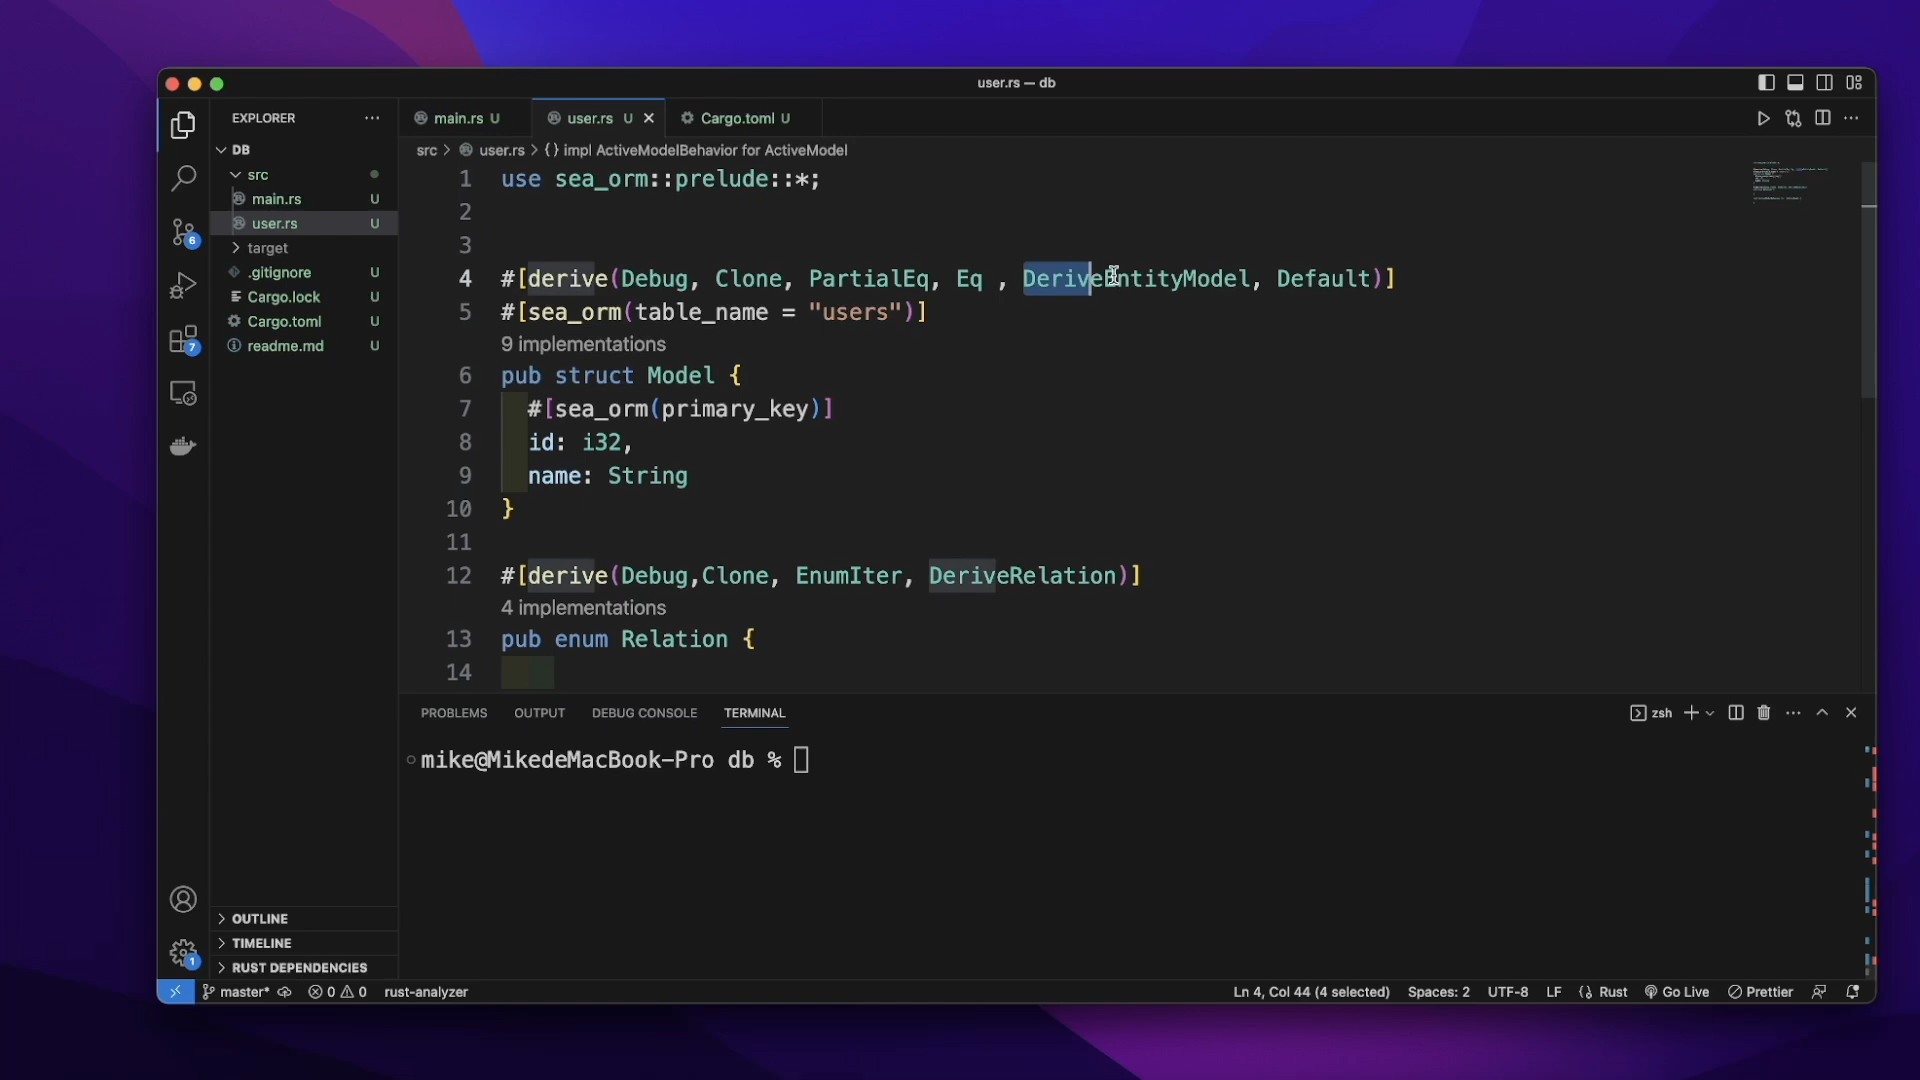 user.rs — db
EXPLORER
DB
src
main.rs U
user.rs U
target
.gitignore U
Cargo.lock U
Cargo.toml U
readme.md U
OUTLINE
TIMELINE
RUST DEPENDENCIES
6
7
1
main.rs U
user.rs U
Cargo.toml U
src > user.rs > {} impl ActiveModelBehavior for ActiveModel
1 use sea_orm::prelude::*;
2
3
4 #[derive(Debug, Clone, PartialEq, Eq , DeriveEntityModel, Default)]
5 #[sea_orm(table_name = "users")]
9 implementations
6 pub struct Model {
7 #[sea_orm(primary_key)]
8 id: i32,
9 name: String
10 }
11
12 #[derive(Debug,Clone, EnumIter, DeriveRelation)]
4 implementations
13 pub enum Relation {
14
PROBLEMS OUTPUT DEBUG CONSOLE TERMINAL
zsh
mike@MikedeMacBook-Pro db %
master* 0 0 rust-analyzer
Ln 4, Col 44 (4 selected) Spaces: 2 UTF-8 LF {} Rust Go Live Prettier